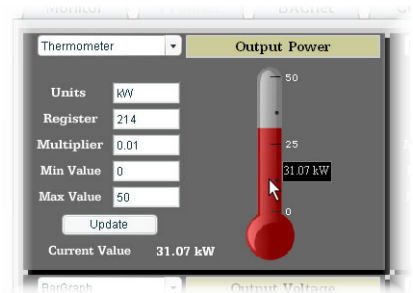 Monitor
BACnet
Thermometer
Output Power
Units kW
Register 214
Multiplier 0.01
Min Value 0
Max Value 50
Update
Current Value 31.07 kW
50
25
31.07 kW
0
BarGraph
Output Voltage